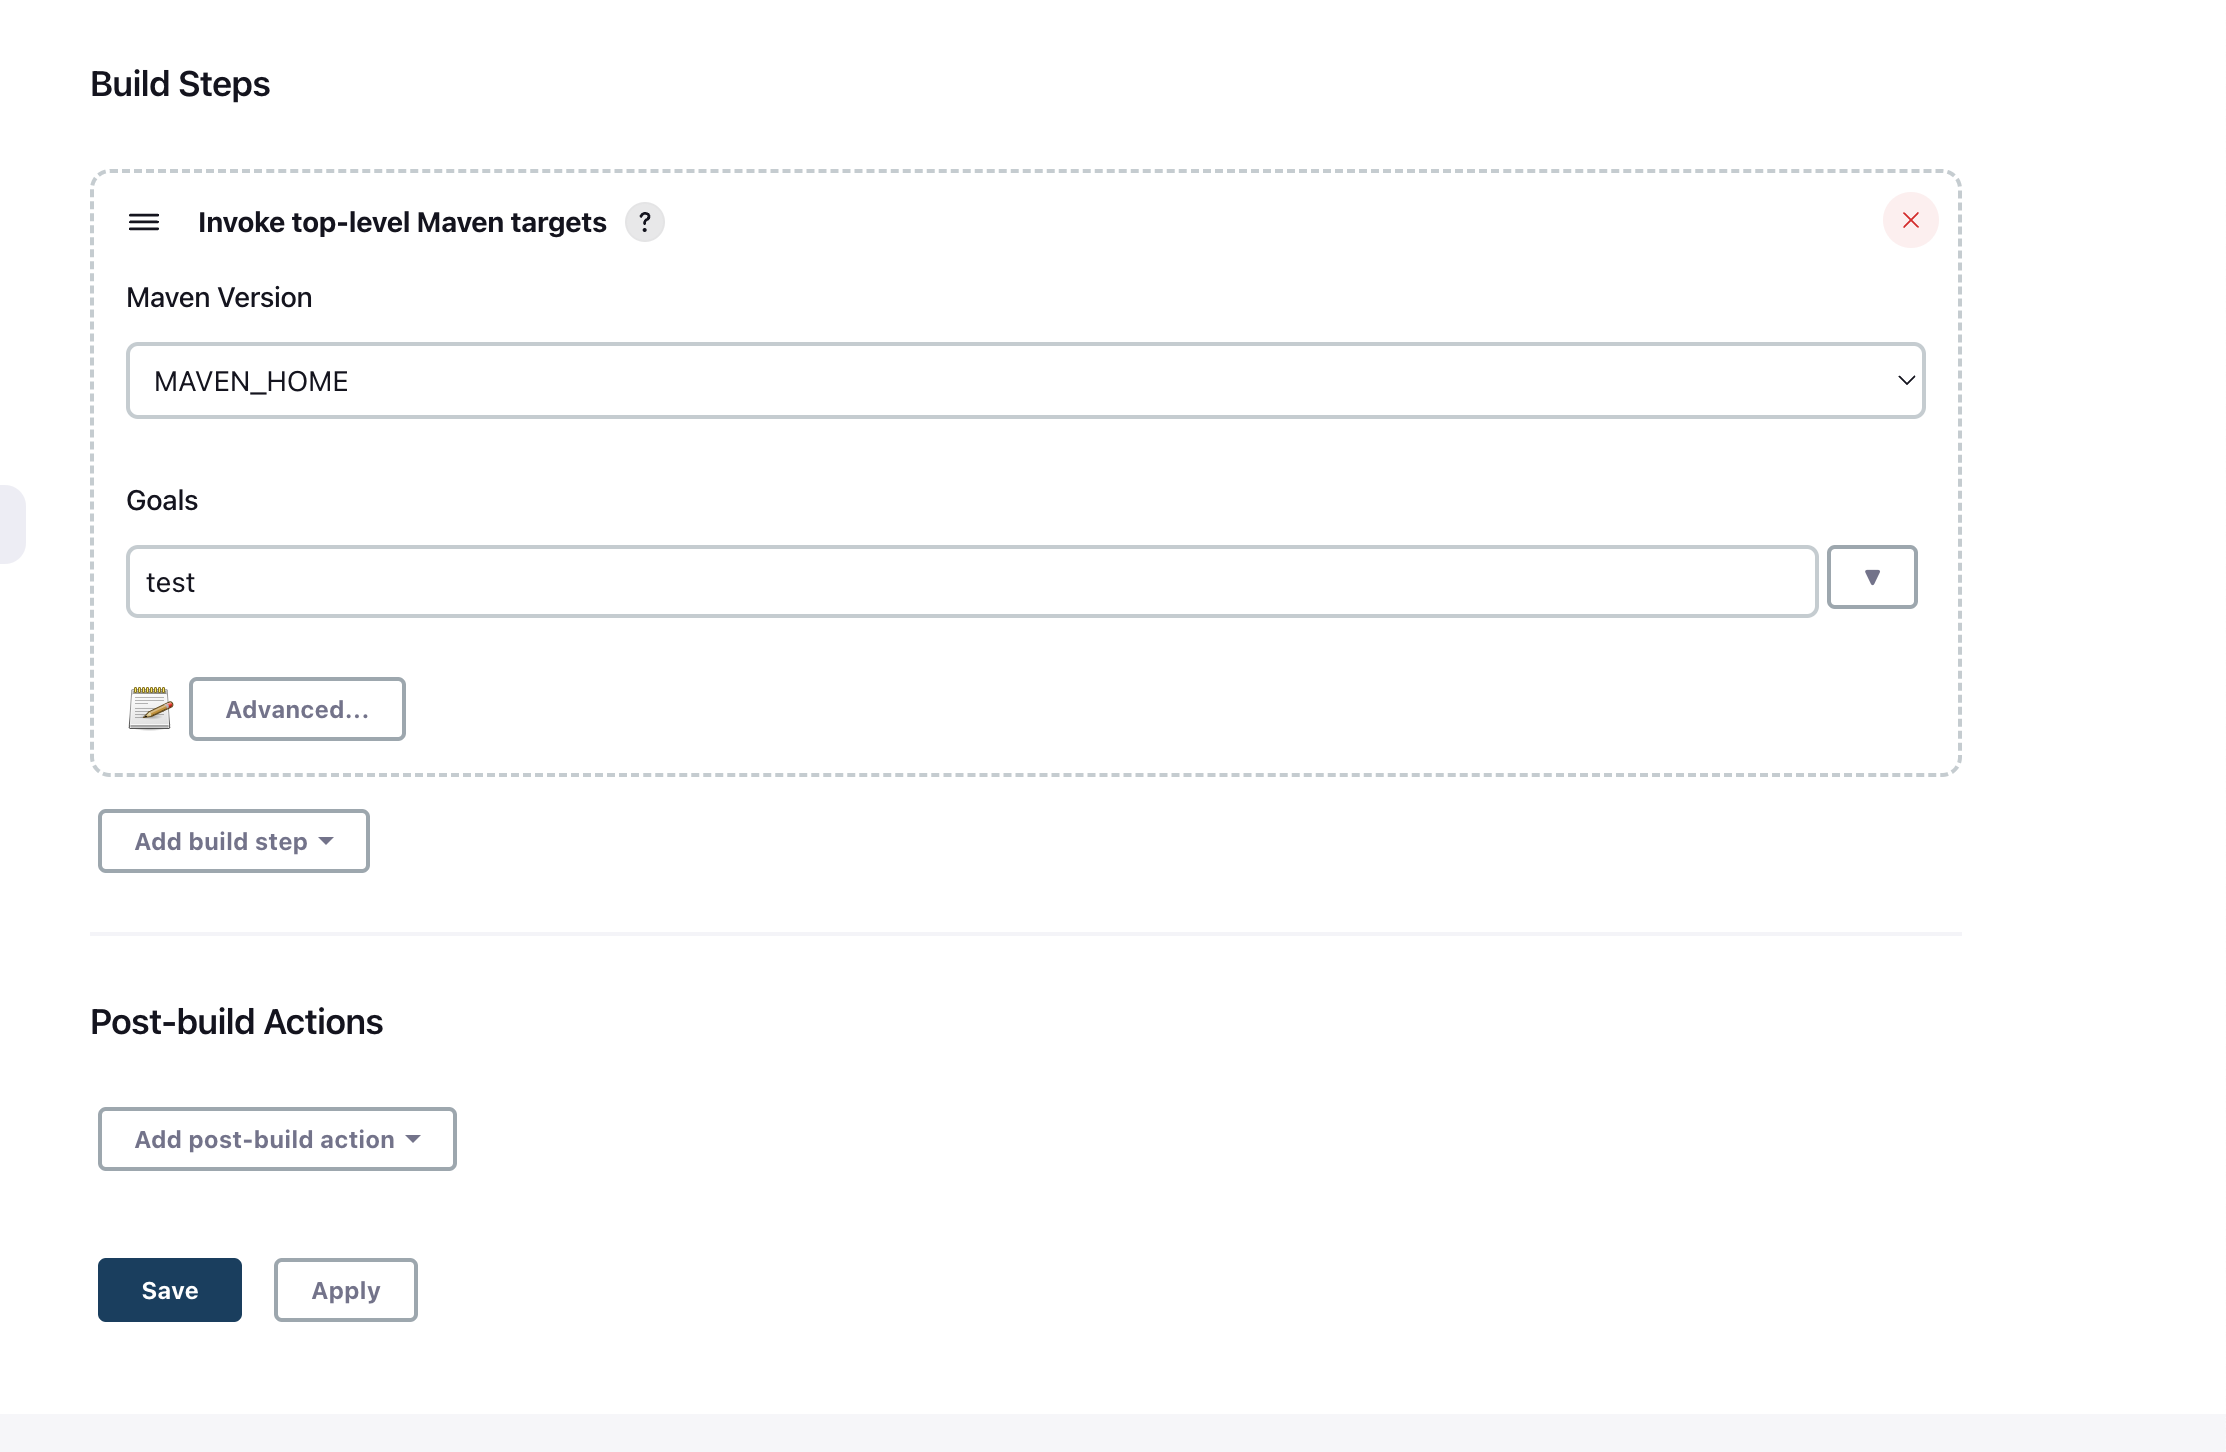 Build Steps
Invoke top-level Maven targets ?
Maven Version
MAVEN_HOME
Goals
test
Advanced...
Add build step
Post-build Actions
Add post-build action
Save Apply